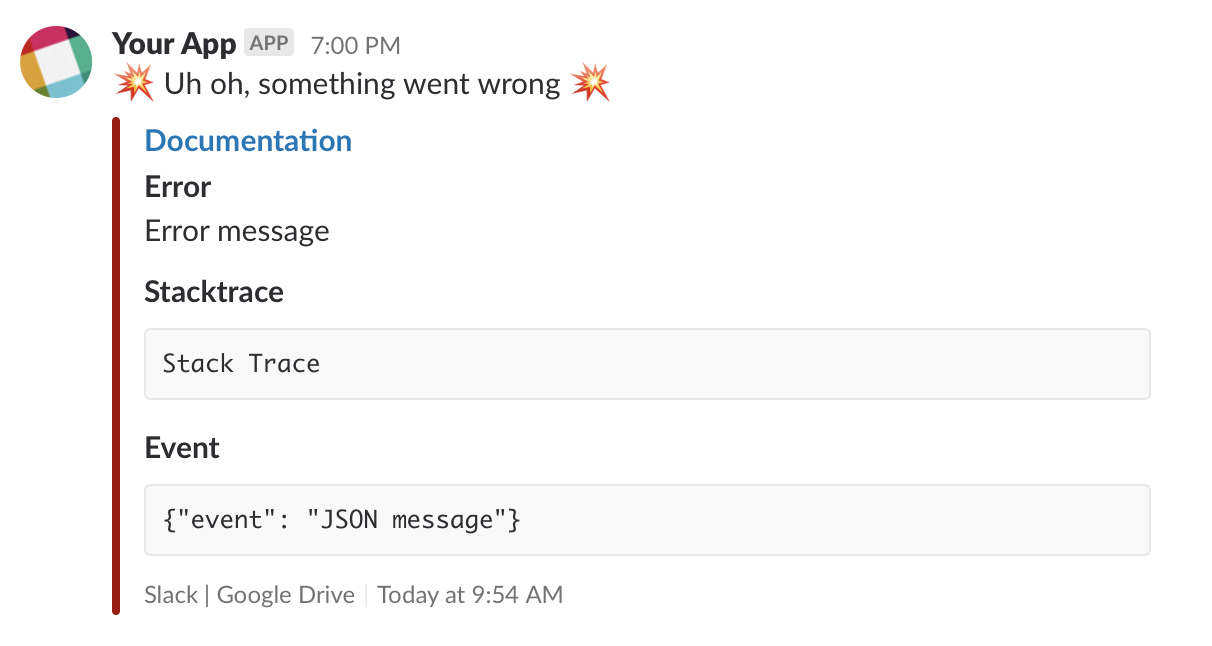 Your App APP 7:00 PM
💥 Uh oh, something went wrong 💥
Documentation
Error
Error message
Stacktrace
Stack Trace
Event
{"event": "JSON message"}
Slack | Google Drive | Today at 9:54 AM